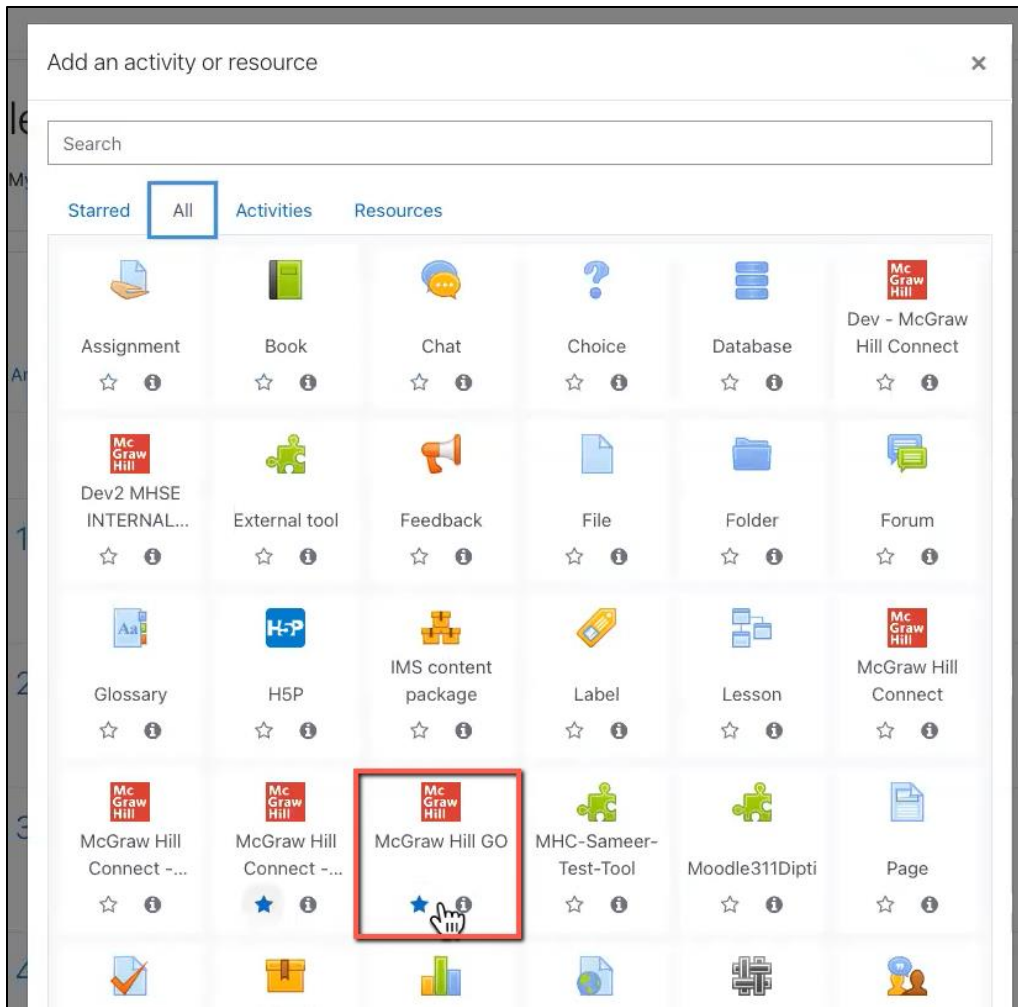 Add an activity or resource
Search
Starred All Activities Resources
Mc
Graw
Hill
Assignment Book Chat Choice Database Dev - McGraw
Hill Connect
Mc
Graw
Hill
Dev2 MHSE
INTERNAL... External tool Feedback File Folder Forum
Aa H5P Mc
Graw
Hill
Glossary H5P IMS content
package Label Lesson McGraw Hill
Connect
Mc
Graw
Hill Mc
Graw
Hill Mc
Graw
Hill
McGraw Hill
Connect -... McGraw Hill
Connect -... McGraw Hill GO MHC-Sameer-
Test-Tool Moodle311Dipti Page